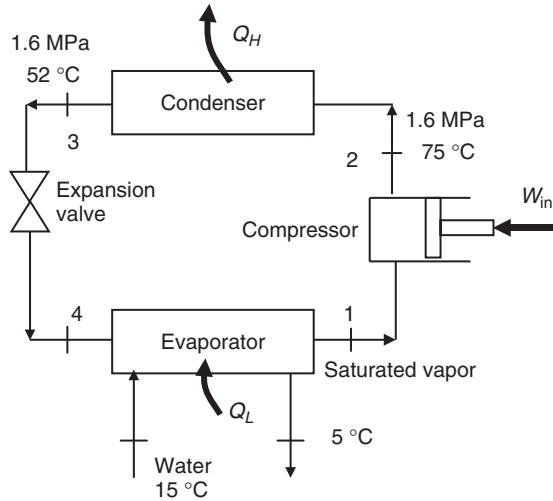 Q_H
1.6 MPa
52 °C
Condenser
3
1.6 MPa
75 °C
2
Expansion
valve
Compressor
W_in
4
Evaporator
1
Saturated vapor
Q_L
5 °C
Water
15 °C